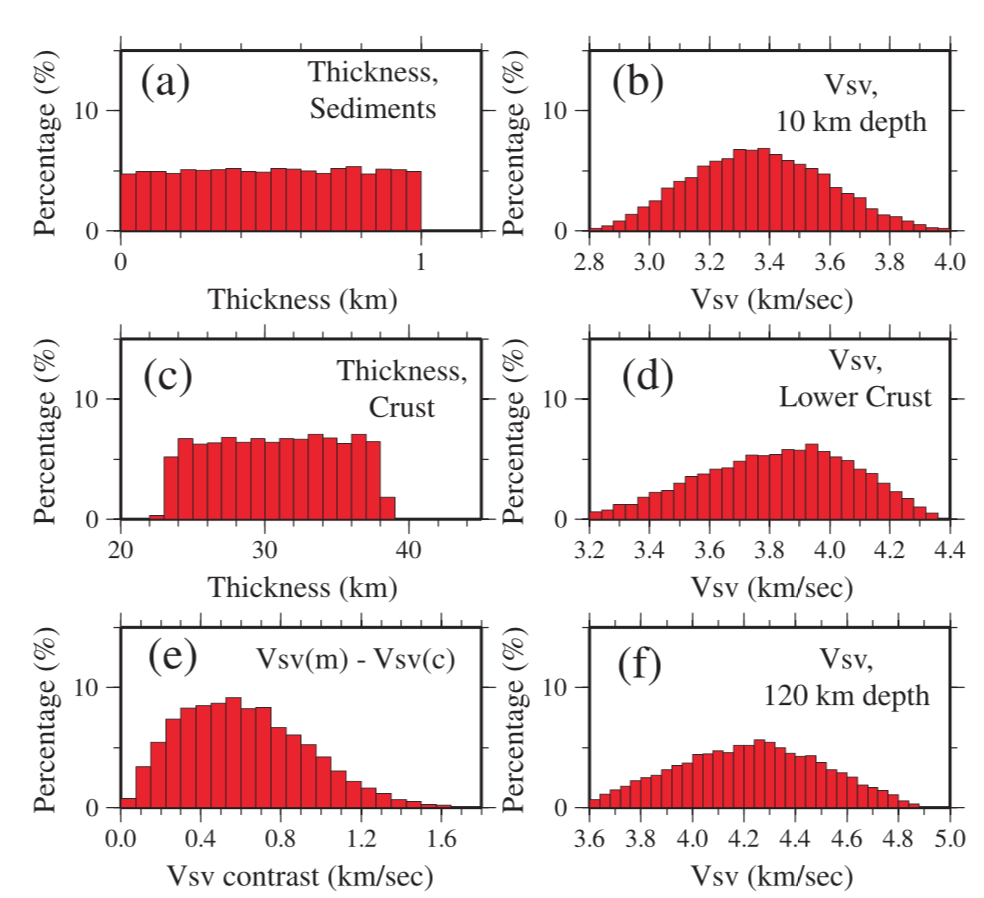 (a)
Thickness,
Sediments
Percentage (%)
10
0
0 1
Thickness (km)
(b)
Vsv,
10 km depth
Percentage (%)
10
0
2.8 3.0 3.2 3.4 3.6 3.8 4.0
Vsv (km/sec)
(c)
Thickness,
Crust
Percentage (%)
10
0
20 30 40
Thickness (km)
(d)
Vsv,
Lower Crust
Percentage (%)
10
0
3.2 3.4 3.6 3.8 4.0 4.2 4.4
Vsv (km/sec)
(e)
Vsv(m) - Vsv(c)
Percentage (%)
10
0
0.0 0.4 0.8 1.2 1.6
Vsv contrast (km/sec)
(f)
Vsv,
120 km depth
Percentage (%)
10
0
3.6 3.8 4.0 4.2 4.4 4.6 4.8 5.0
Vsv (km/sec)